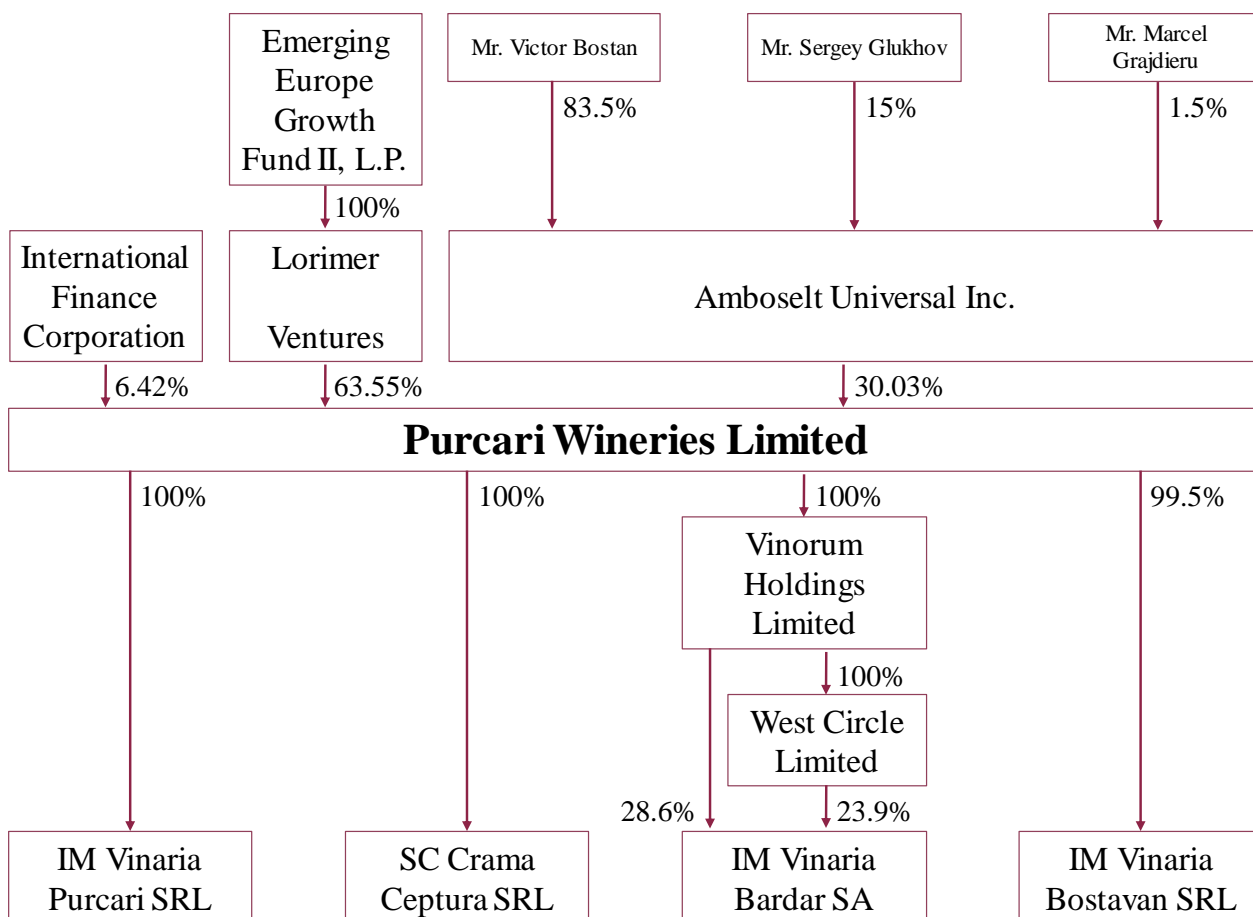 Emerging
Europe
Growth
Fund II, L.P.
Mr. Victor Bostan
Mr. Sergey Glukhov
Mr. Marcel
Grajdieru
83.5%
15%
1.5%
100%
International
Finance
Corporation
Lorimer
Ventures
Amboselt Universal Inc.
6.42%
63.55%
30.03%
Purcari Wineries Limited
100%
100%
100%
99.5%
Vinorum
Holdings
Limited
100%
West Circle
Limited
28.6%
23.9%
IM Vinaria
Purcari SRL
SC Crama
Ceptura SRL
IM Vinaria
Bardar SA
IM Vinaria
Bostavan SRL